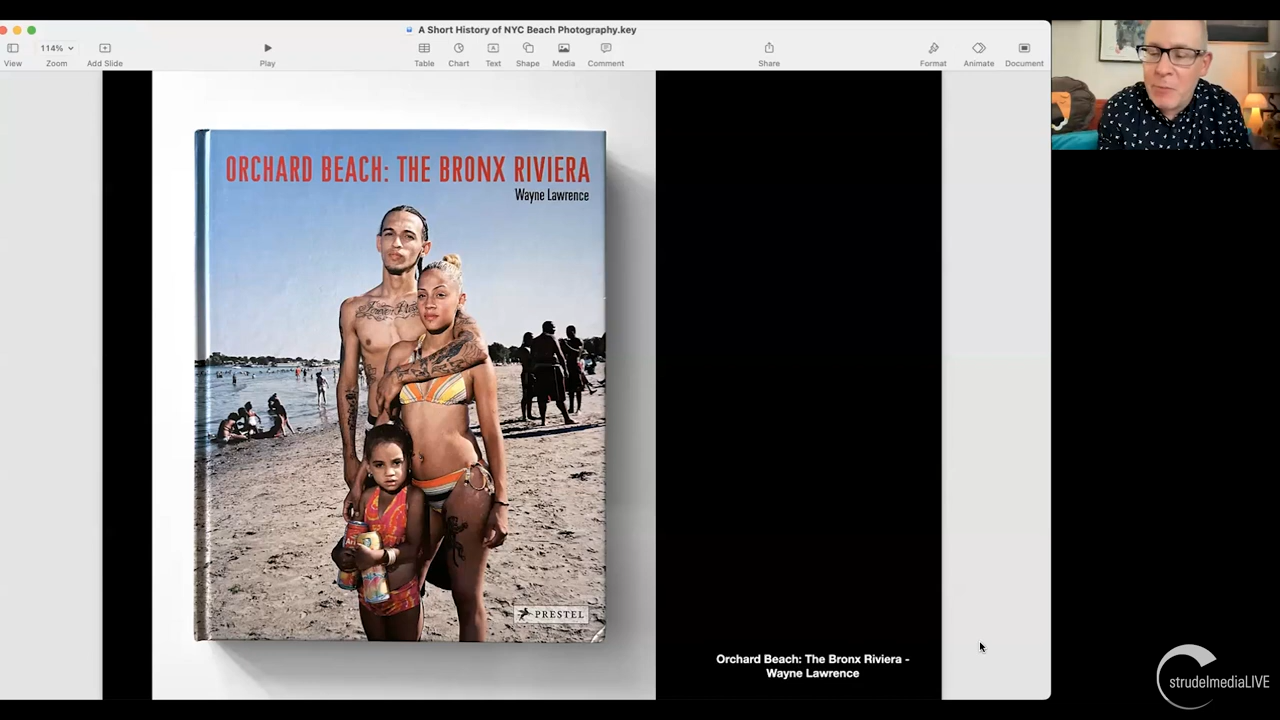 A Short History of NYC Beach Photography.key
114%
View
Zoom
Add Slide
Play
Table
Chart
Text
Shape
Media
Comment
Share
Format
Animate
Document
ORCHARD BEACH: THE BRONX RIVIERA
Wayne Lawrence
PRESTEL
Orchard Beach: The Bronx Riviera -
Wayne Lawrence
strudelmediaLIVE